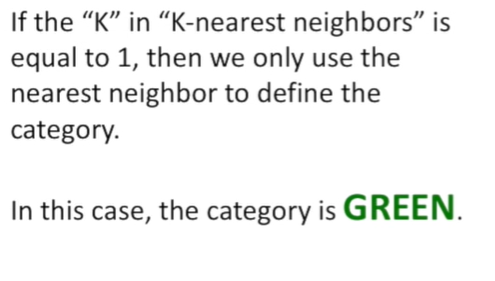 If the “K” in “K-nearest neighbors” is
equal to 1, then we only use the
nearest neighbor to define the
category.
In this case, the category is GREEN.